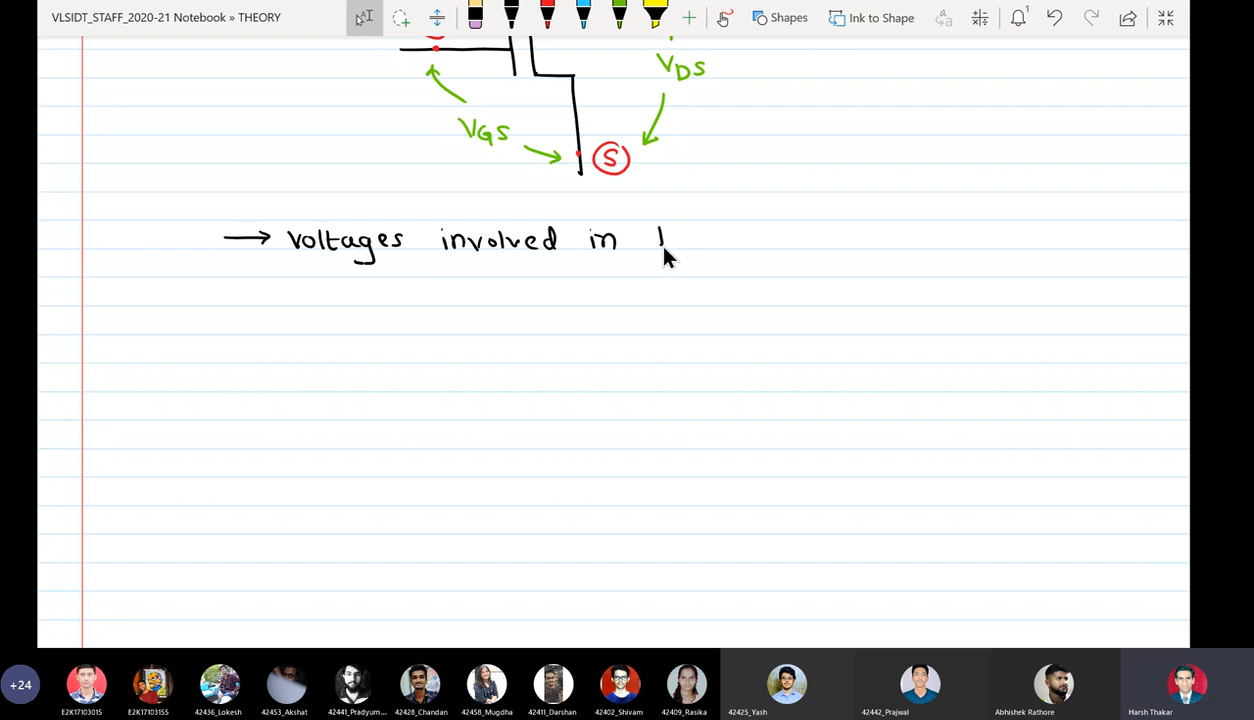 VLSIDT_STAFF_2020-21 Notebook » THEORY
Shapes
Ink to Shape
VDS
VGS
S
→ Voltages involved in
+24
E2K17103015
E2K17103155
42436_Lokesh
42453_Akshat
42441_Pradyum...
42428_Chandan
42458_Mugdha
42411_Darshan
42402_Shivam
42409_Rasika
42425_Yash
42442_Prajwal
Abhishek Rathore
Harsh Thakar